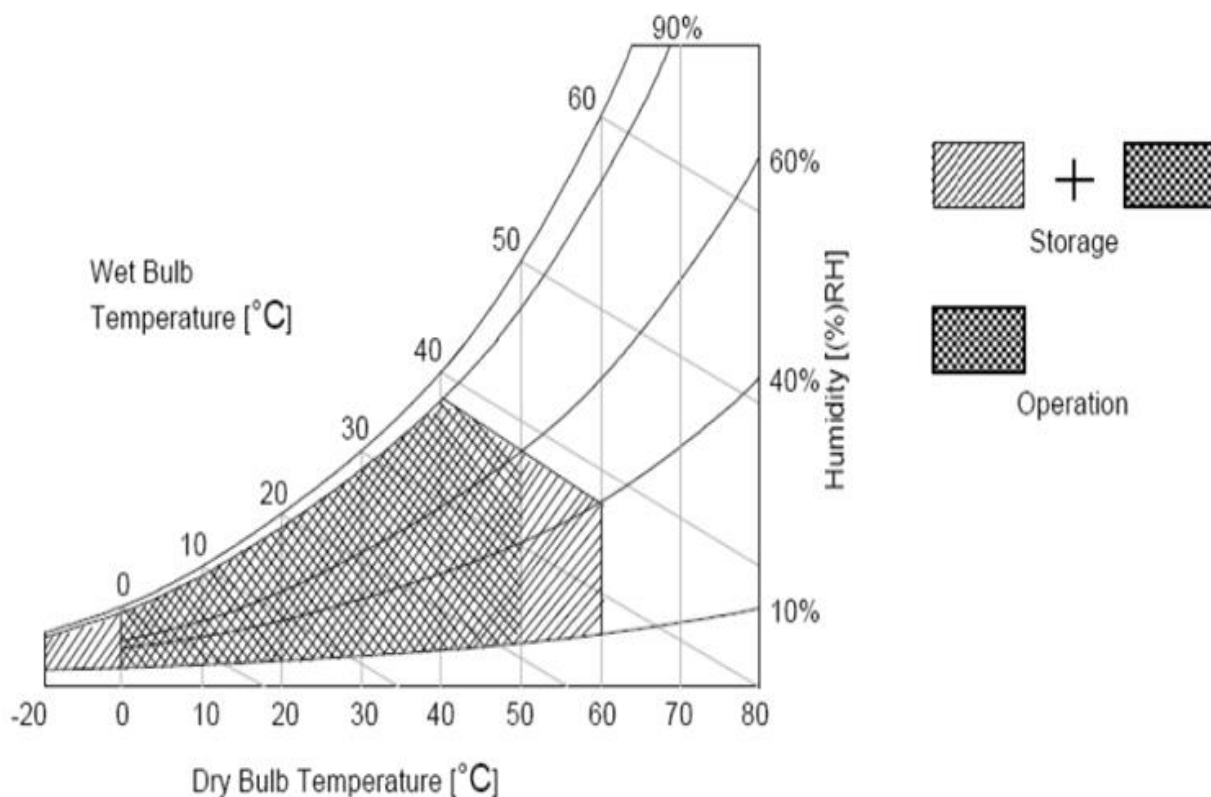 90%
60
60%
50
Wet Bulb
Temperature [°C]
40
40%
30
20
10
0
10%
Humidity [(%)RH]
-20 0 10 20 30 40 50 60 70 80
Dry Bulb Temperature [°C]
+
Storage
Operation